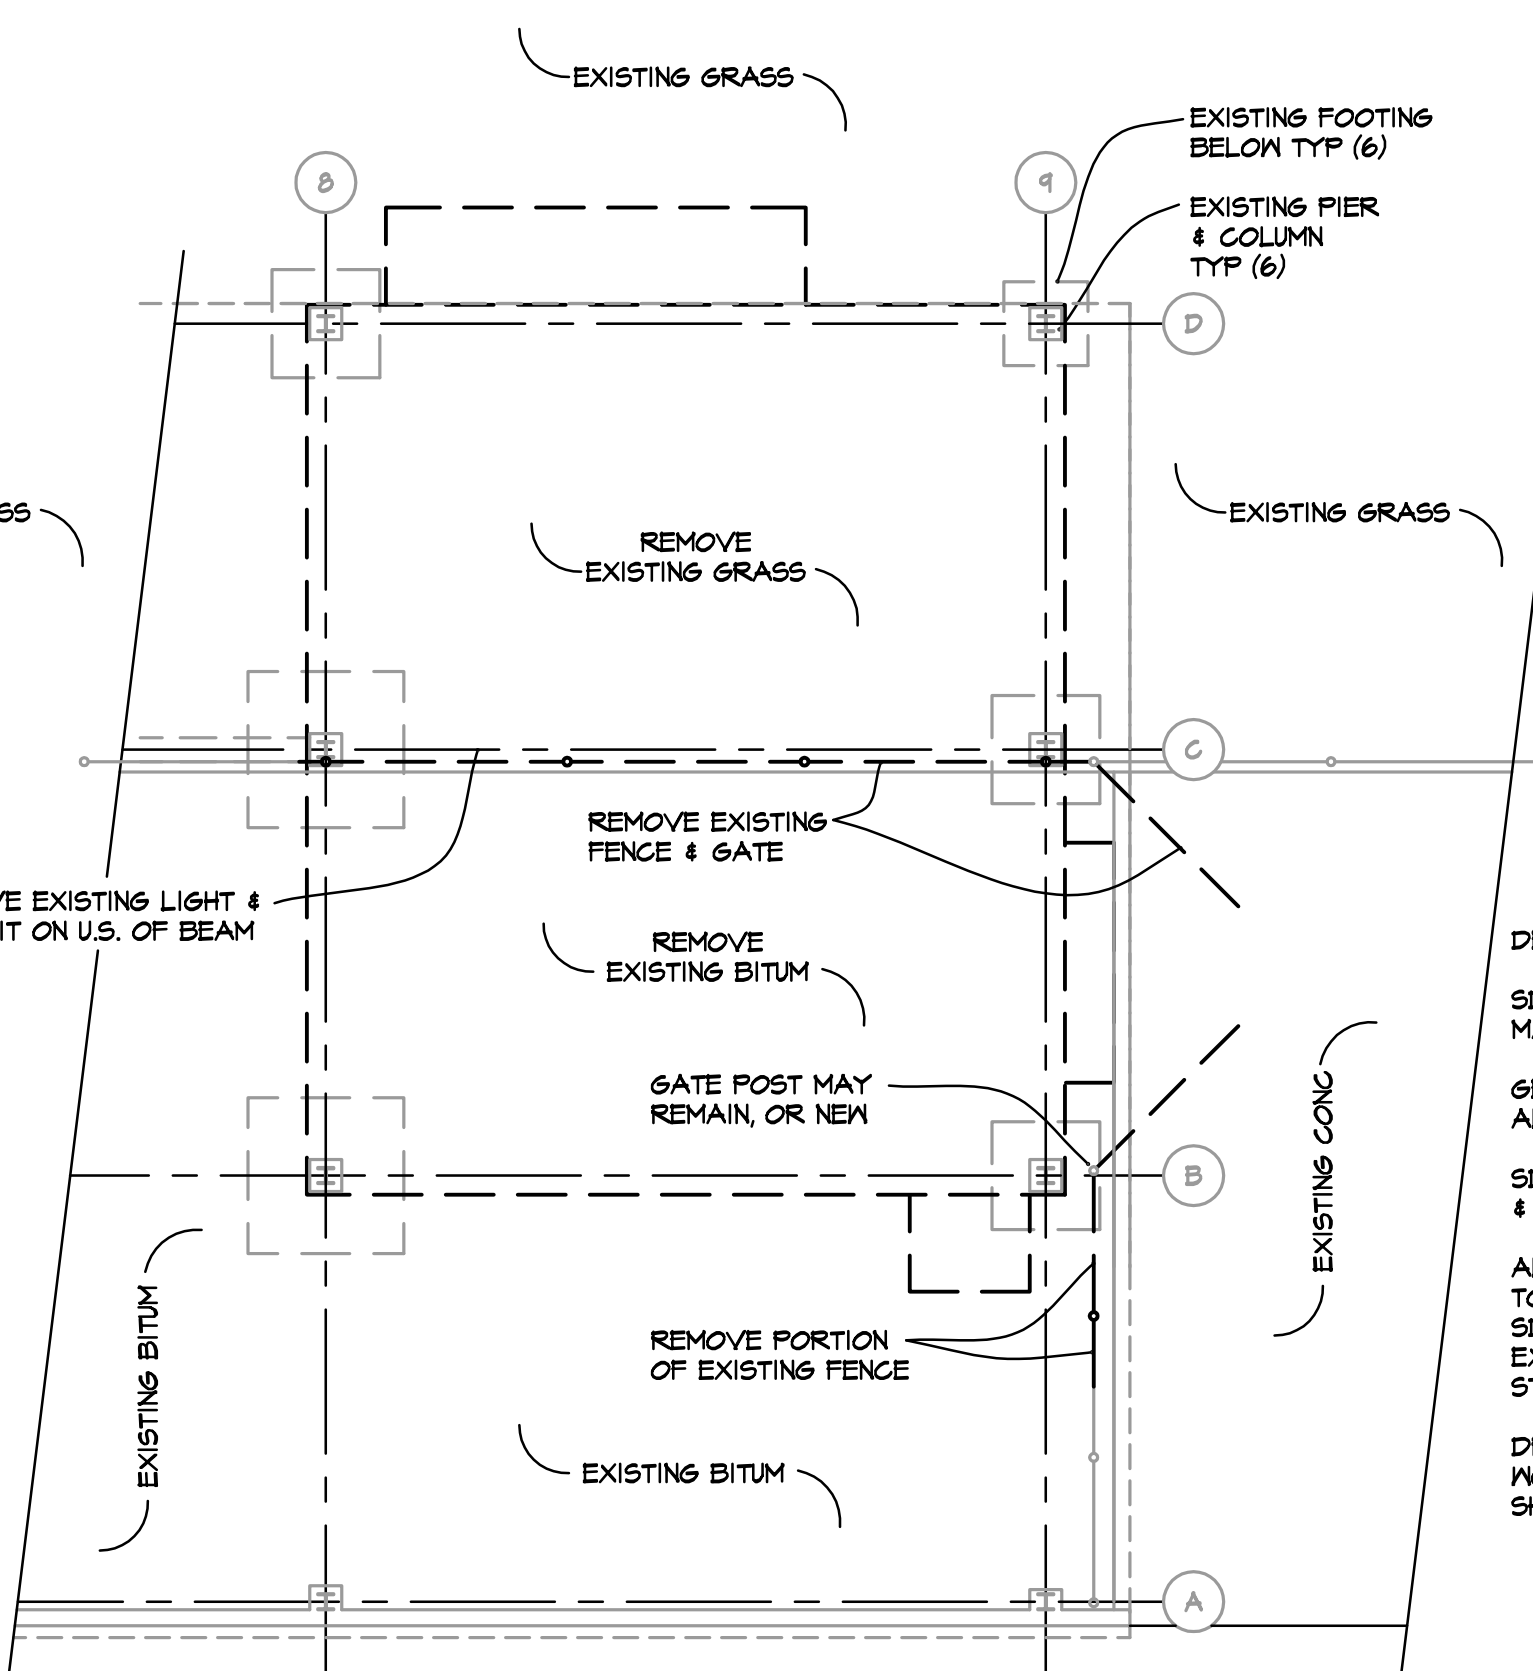 EXISTING GRASS
EXISTING FOOTING
BELOW TYP (6)
8
9
EXISTING PIER
& COLUMN
TYP (6)
D
EXISTING GRASS
REMOVE
EXISTING GRASS
C
REMOVE EXISTING
FENCE & GATE
EXISTING LIGHT &
ON U.S. OF BEAM
REMOVE
EXISTING BITUM
GATE POST MAY
REMAIN, OR NEW
EXISTING CONC
B
&
EXISTING BITUM
REMOVE PORTION
OF EXISTING FENCE
EXISTING BITUM
A